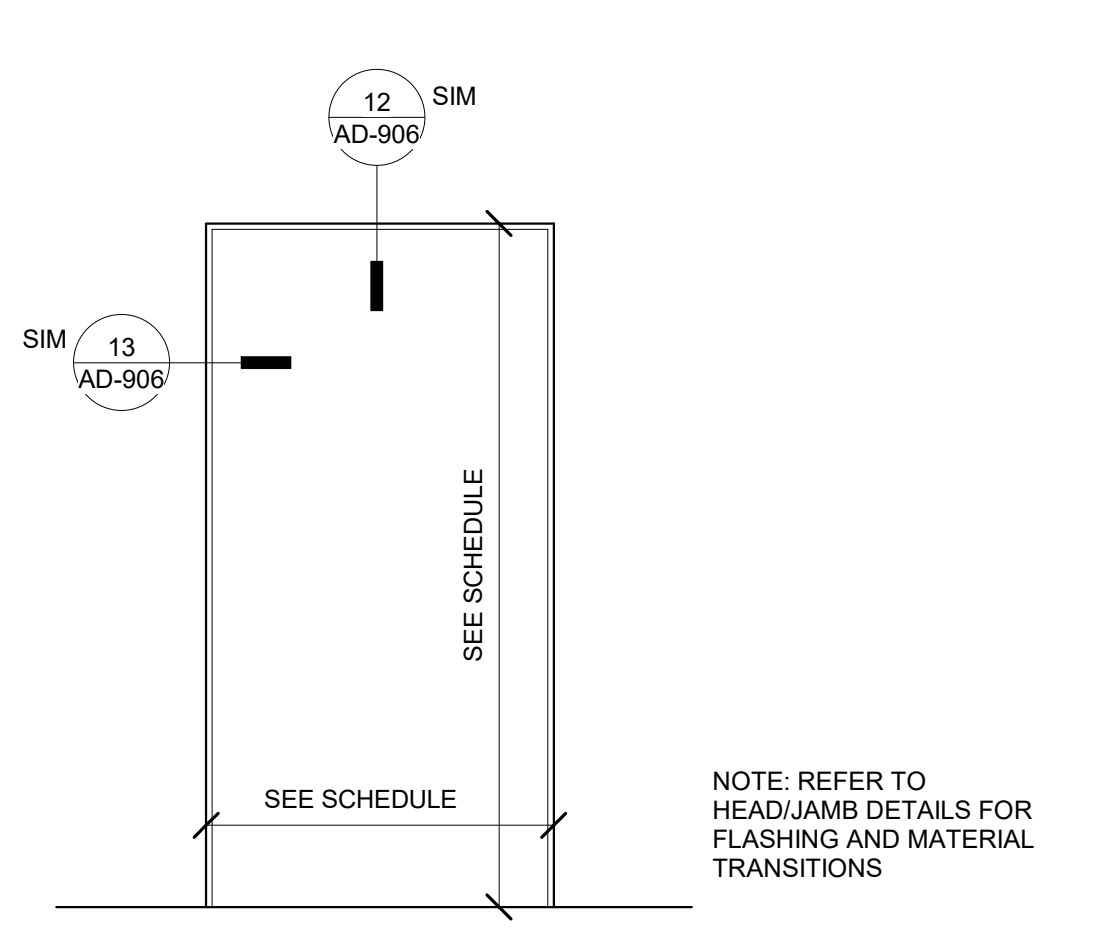 12
AD-906
SIM
SIM
13
AD-906
SEE SCHEDULE
SEE SCHEDULE
NOTE: REFER TO
HEAD/JAMB DETAILS FOR
FLASHING AND MATERIAL
TRANSITIONS